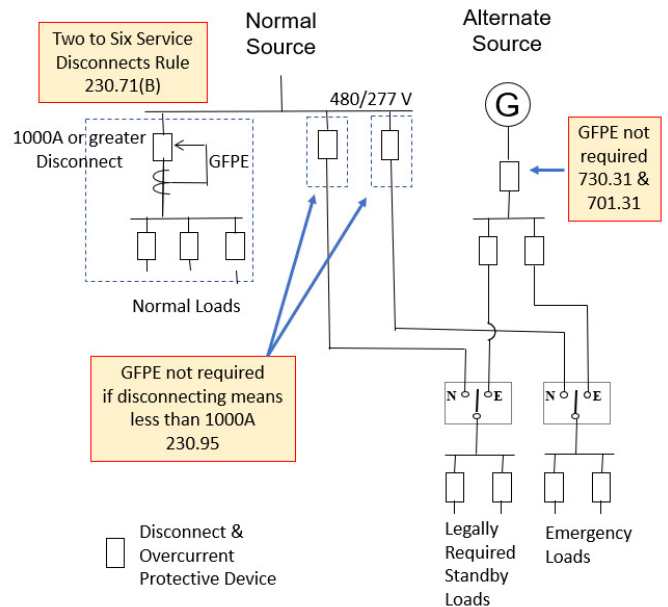 Normal
Source
Alternate
Source
Two to Six Service
Disconnects Rule
230.71(B)
480/277 V
G
1000A or greater
Disconnect
GFPE
GFPE not
required
730.31 &
701.31
Normal Loads
GFPE not required
if disconnecting means
less than 1000A
230.95
N E
N E
Disconnect &
Overcurrent
Protective Device
Legally
Required
Standby
Loads
Emergency
Loads